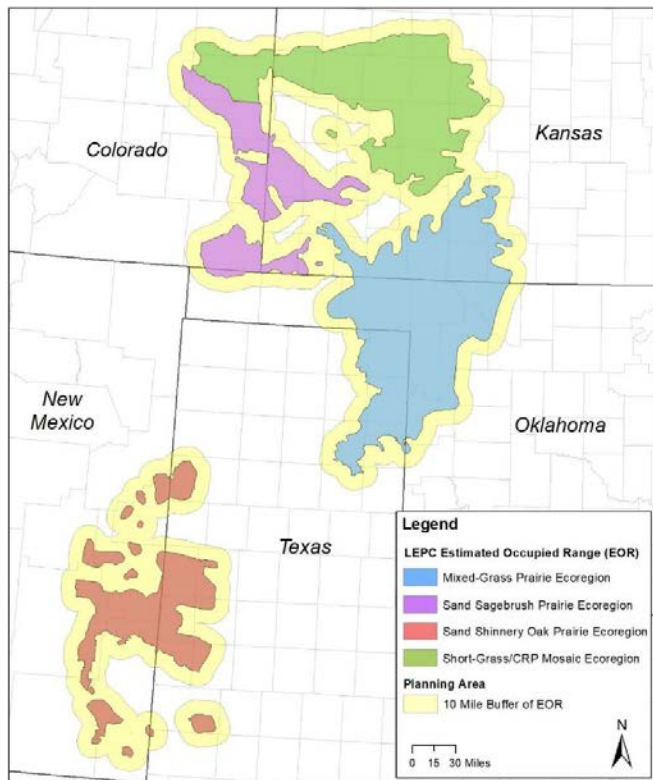 Colorado
Kansas
New
Mexico
Oklahoma
Texas
Legend
LEPC Estimated Occupied Range (EOR)
Mixed-Grass Prairie Ecoregion
Sand Sagebrush Prairie Ecoregion
Sand Shinnery Oak Prairie Ecoregion
Short-Grass/CRP Mosaic Ecoregion
Planning Area
10 Mile Buffer of EOR
N
0 15 30 Miles